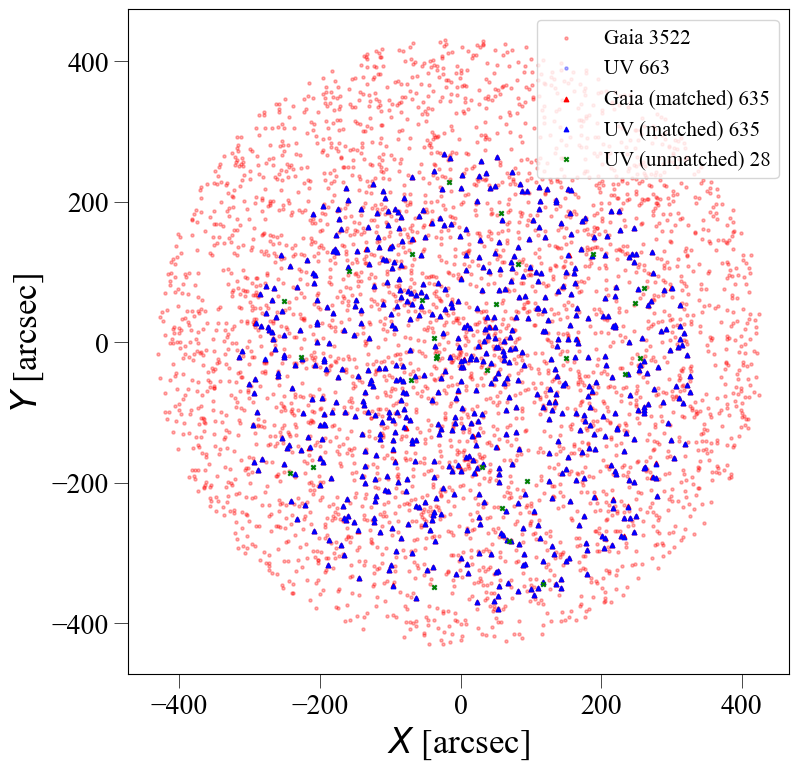 Gaia 3522
UV 663
Gaia (matched) 635
UV (matched) 635
UV (unmatched) 28
400
200
0
−200
−400
Y [arcsec]
−400 −200 0 200 400
X [arcsec]